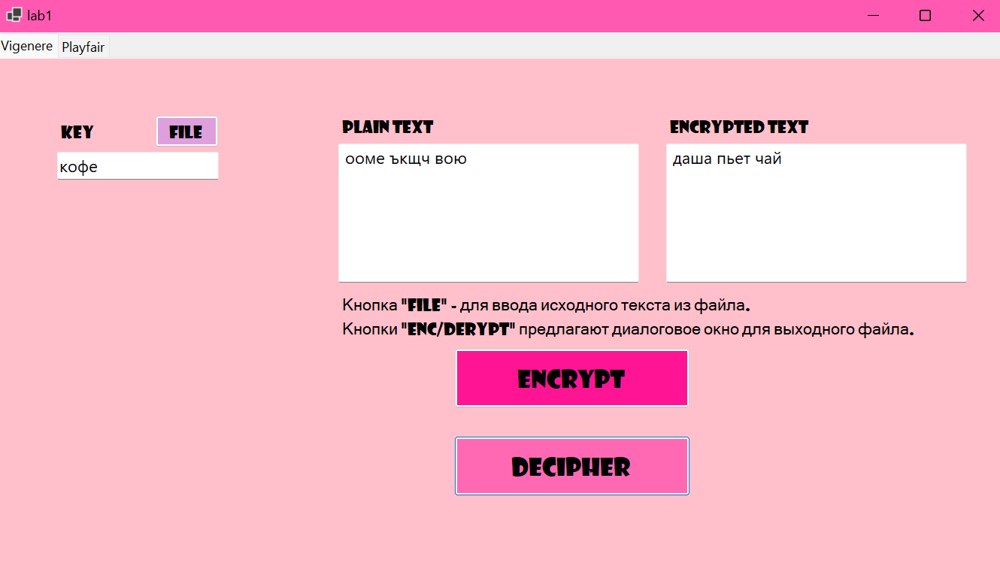 lab1
Vigenere Playfair
KEY FILE
кофе
PLAIN TEXT
ооме ъкщч вою
ENCRYPTED TEXT
даша пьет чай
Кнопка "FILE" - для ввода исходного текста из файла.
Кнопки "ENC/DERYPT" предлагают диалоговое окно для выходного файла.
ENCRYPT
DECIPHER